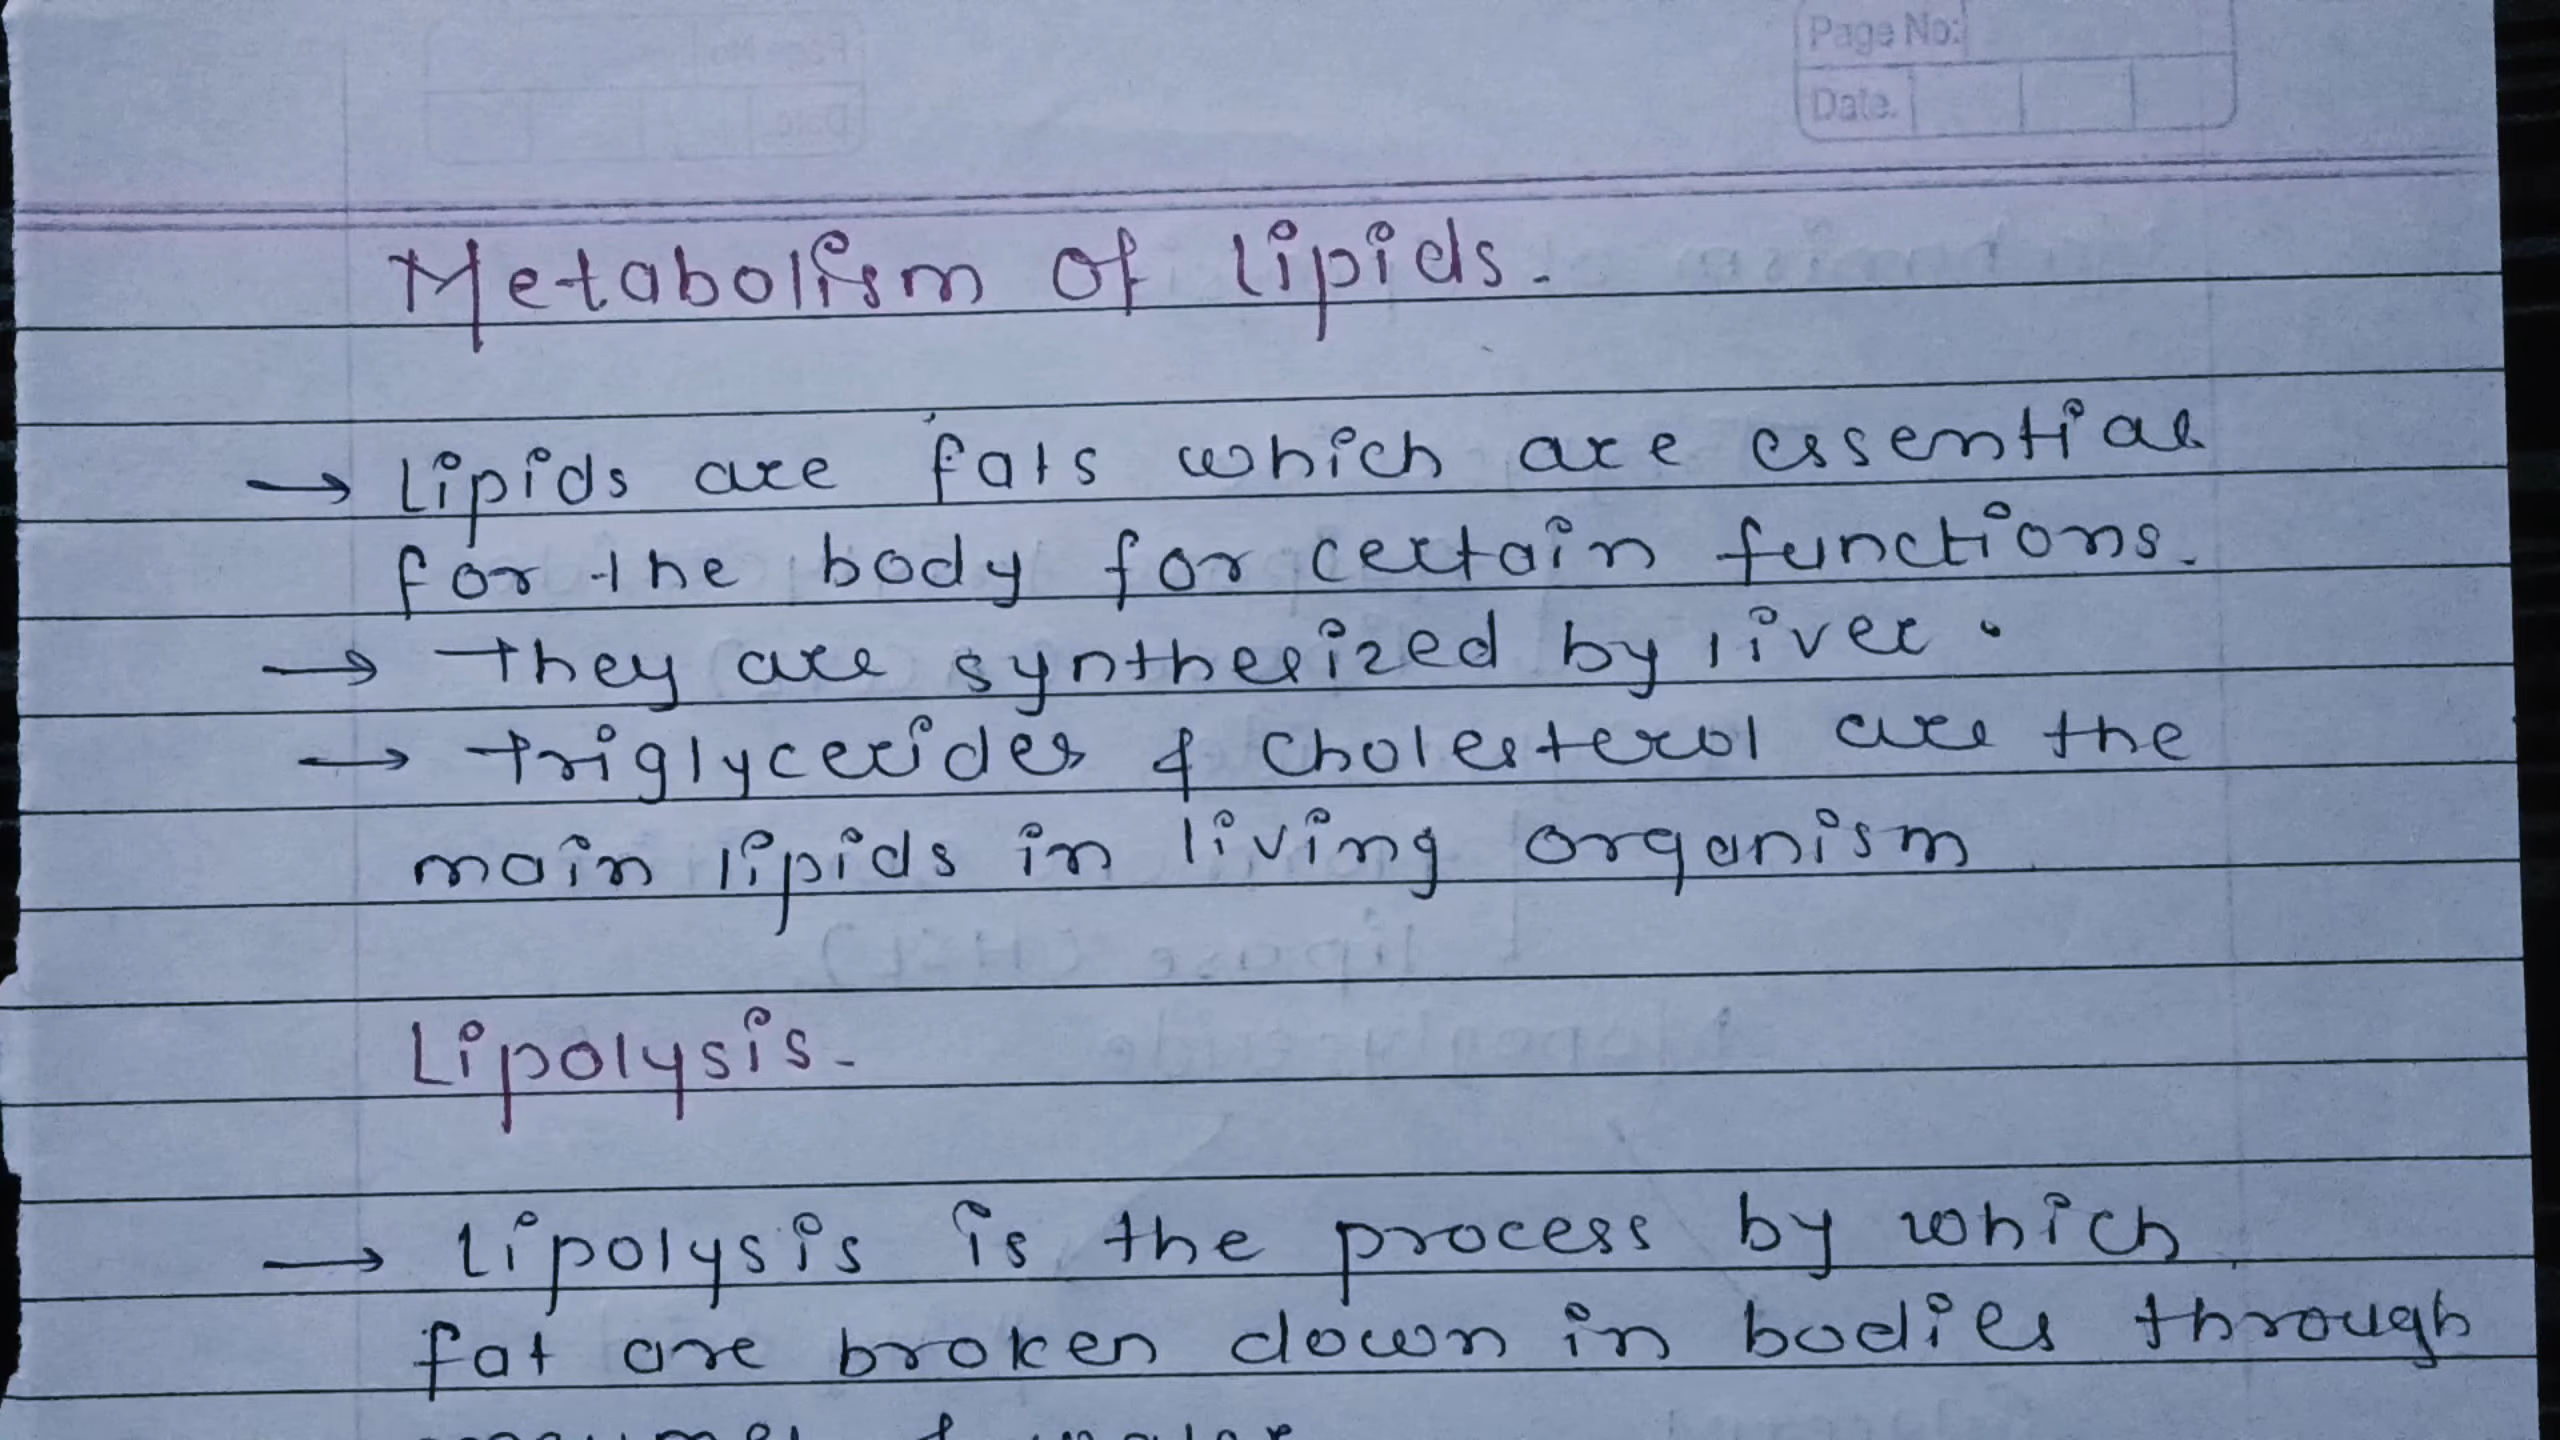 Page No:
Date.
Metabolism of lipids.
→ Lipids are fats which are essential
for the body for certain functions.
→ They are synthesized by liver.
→ Triglycerides & cholesterol are the
main lipids in living organism
Lipolysis.
→ Lipolysis is the process by which
fat are broken down in bodies through